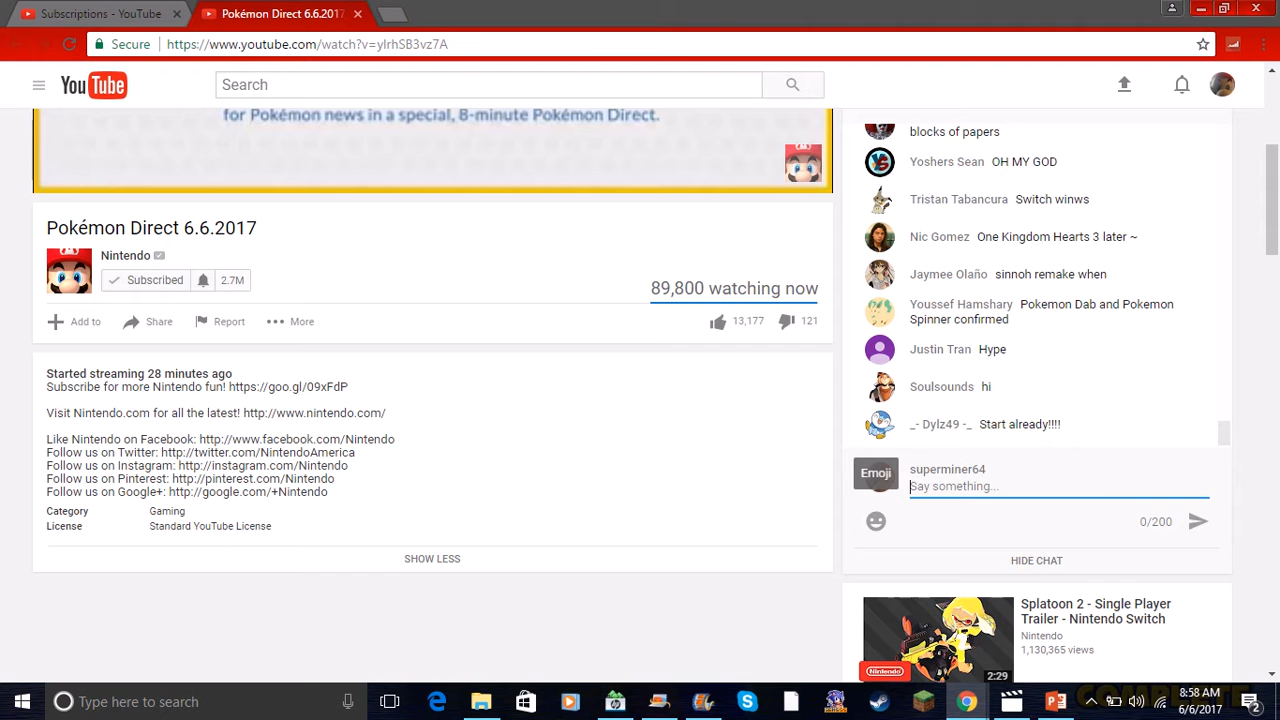 Subscriptions - YouTube
Pokémon Direct 6.6.2017
Secure
https://www.youtube.com/watch?v=yIrhSB3vz7A
YouTube
Search
for Pokémon news in a special, 8-minute Pokémon Direct.
Pokémon Direct 6.6.2017
Nintendo
Subscribed
2.7M
89,800 watching now
Add to
Share
Report
More
13,177
121
Started streaming 28 minutes ago
Subscribe for more Nintendo fun! https://goo.gl/09xFdP
Visit Nintendo.com for all the latest! http://www.nintendo.com/
Like Nintendo on Facebook: http://www.facebook.com/Nintendo
Follow us on Twitter: http://twitter.com/NintendoAmerica
Follow us on Instagram: http://instagram.com/Nintendo
Follow us on Pinterest: http://pinterest.com/Nintendo
Follow us on Google+: http://google.com/+Nintendo
Category Gaming
License Standard YouTube License
SHOW LESS
blocks of papers
Yoshers Sean OH MY GOD
Tristan Tabancura Switch winws
Nic Gomez One Kingdom Hearts 3 later ~
Jaymee Olaño sinnoh remake when
Youssef Hamshary Pokemon Dab and Pokemon
Spinner confirmed
Justin Tran Hype
Soulsounds hi
_- Dylz49 -_ Start already!!!!
Emoji
superminer64
Say something...
0/200
HIDE CHAT
Splatoon 2 - Single Player
Trailer - Nintendo Switch
Nintendo
1,130,365 views
Nintendo
2:29
Type here to search
8:58 AM
6/6/2017
2